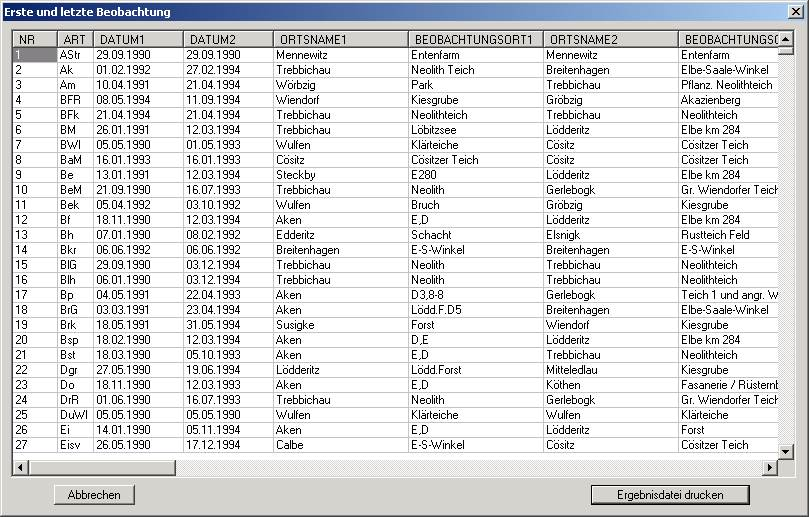 Erste und letzte Beobachtung
NR ART DATUM1 DATUM2 ORTSNAME1 BEOBACHTUNGSORT1 ORTSNAME2 BEOBACHTUNGSO
1 AStr 29.09.1990 29.09.1990 Mennewitz Entenfarm Mennewitz Entenfarm
2 Ak 01.02.1992 27.02.1994 Trebbichau Neolith Teich Breitenhagen Elbe-Saale-Winkel
3 Am 10.04.1991 21.04.1994 Wörbzig Park Trebbichau Pflanz. Neolithteich
4 BFR 08.05.1994 11.09.1994 Wiendorf Kiesgrube Gröbzig Akazienberg
5 BFk 21.04.1994 21.04.1994 Trebbichau Neolithteich Trebbichau Neolithteich
6 BM 26.01.1991 12.03.1994 Trebbichau Löbitzsee Lödderitz Elbe km 284
7 BWl 05.05.1990 01.05.1993 Wulfen Klärteiche Cösitz Cösitzer Teich
8 BaM 16.01.1993 16.01.1993 Cösitz Cösitzer Teich Cösitz Cösitzer Teich
9 Be 13.01.1991 12.03.1994 Steckby E280 Lödderitz Elbe km 284
10 BeM 21.09.1990 16.07.1993 Trebbichau Neolith Gerlebogk Gr. Wiendorfer Teich
11 Bek 05.04.1992 03.10.1992 Wulfen Bruch Gröbzig Kiesgrube
12 Bf 18.11.1990 12.03.1994 Aken E,D Lödderitz Elbe km 284
13 Bh 07.01.1990 08.02.1992 Edderitz Schacht Elsnigk Rustteich Feld
14 Bkr 06.06.1992 06.06.1992 Breitenhagen E-S-Winkel Breitenhagen E-S-Winkel
15 BlG 29.09.1990 03.12.1994 Trebbichau Neolith Trebbichau Neolithteich
16 Blh 06.01.1990 03.12.1994 Trebbichau Neolith Trebbichau Neolithteich
17 Bp 04.05.1991 22.04.1993 Aken D3,8-8 Gerlebogk Teich 1 und angr. W
18 BrG 03.03.1991 23.04.1994 Aken Lödd.F.D5 Breitenhagen Elbe-Saale-Winkel
19 Brk 18.05.1991 31.05.1994 Susigke Forst Wiendorf Kiesgrube
20 Bsp 18.02.1990 12.03.1994 Aken D,E Lödderitz Elbe km 284
21 Bst 18.03.1990 05.10.1993 Aken E,D Trebbichau Neolithteich
22 Dgr 27.05.1990 19.06.1994 Lödderitz Lödd.Forst Mitteledlau Kiesgrube
23 Do 18.11.1990 12.03.1993 Aken E,D Köthen Fasanerie / Rüstern
24 DrR 01.06.1990 16.07.1993 Trebbichau Neolith Gerlebogk Gr. Wiendorfer Teich
25 DuWl 05.05.1990 05.05.1990 Wulfen Klärteiche Wulfen Klärteiche
26 Ei 14.01.1990 05.11.1994 Aken E,D Lödderitz Forst
27 Eisv 26.05.1990 17.12.1994 Calbe E-S-Winkel Cösitz Cösitzer Teich
Abbrechen Ergebnisdatei drucken